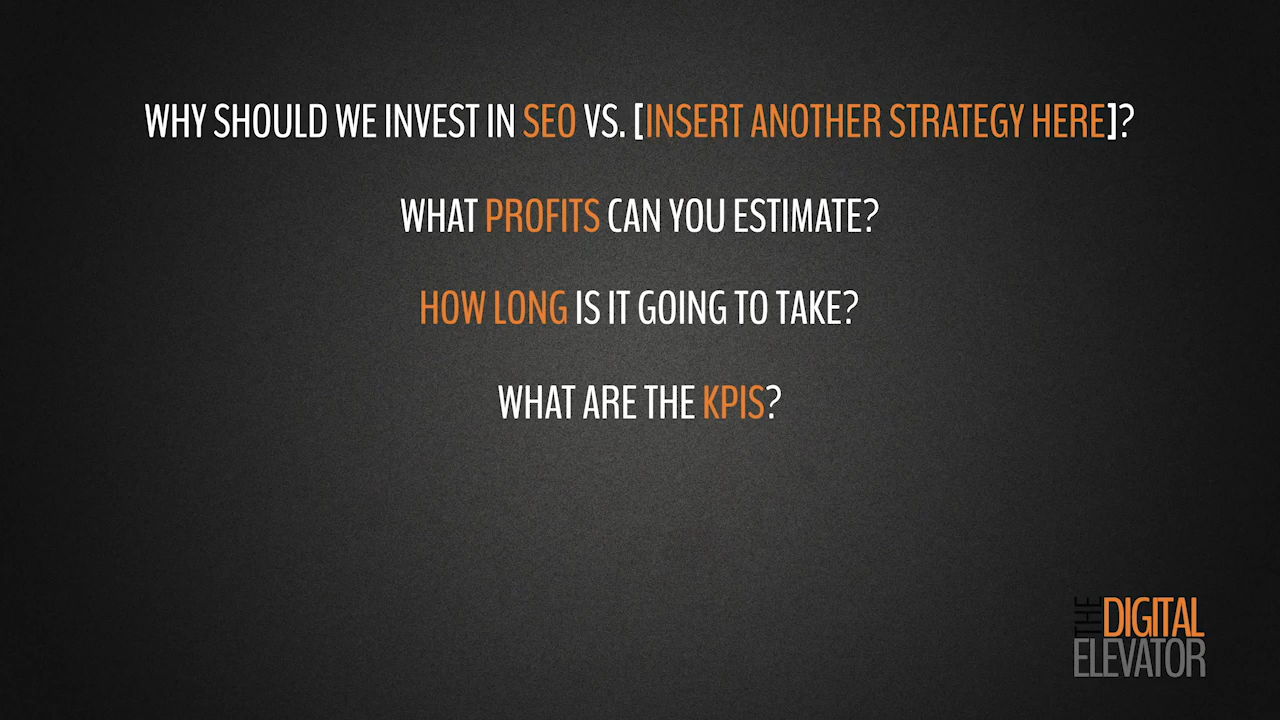 WHY SHOULD WE INVEST IN SEO VS. [INSERT ANOTHER STRATEGY HERE]?
WHAT PROFITS CAN YOU ESTIMATE?
HOW LONG IS IT GOING TO TAKE?
WHAT ARE THE KPIS?
THE DIGITAL
ELEVATOR